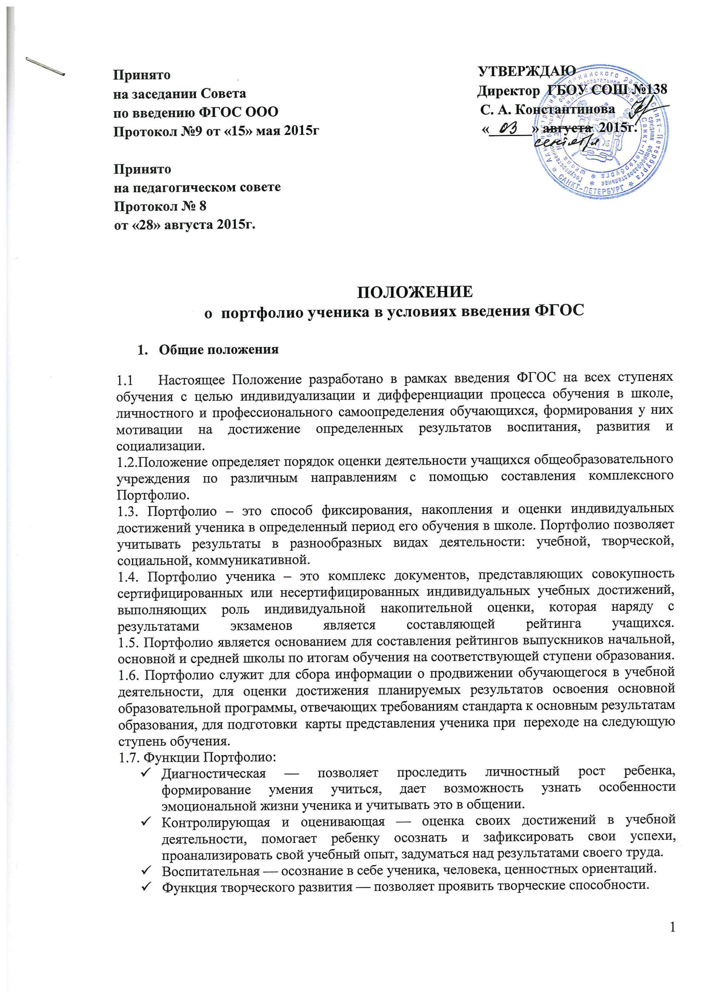 Принято
на заседании Совета
по введению ФГОС ООО
Протокол №9 от «15» мая 2015г
УТВЕРЖДАЮ
Директор ГБОУ СОШ №138
С. А. Константинова
« 03 » августа 2015г.
сентября
Принято
на педагогическом совете
Протокол № 8
от «28» августа 2015г.
ПОЛОЖЕНИЕ
о портфолио ученика в условиях введения ФГОС
1. Общие положения
1.1 Настоящее Положение разработано в рамках введения ФГОС на всех ступенях
обучения с целью индивидуализации и дифференциации процесса обучения в школе,
личностного и профессионального самоопределения обучающихся, формирования у них
мотивации на достижение определенных результатов воспитания, развития и
социализации.
1.2.Положение определяет порядок оценки деятельности учащихся общеобразовательного
учреждения по различным направлениям с помощью составления комплексного
Портфолио.
1.3. Портфолио – это способ фиксирования, накопления и оценки индивидуальных
достижений ученика в определенный период его обучения в школе. Портфолио позволяет
учитывать результаты в разнообразных видах деятельности: учебной, творческой,
социальной, коммуникативной.
1.4. Портфолио ученика – это комплекс документов, представляющих совокупность
сертифицированных или несертифицированных индивидуальных учебных достижений,
выполняющих роль индивидуальной накопительной оценки, которая наряду с
результатами экзаменов является составляющей рейтинга учащихся.
1.5. Портфолио является основанием для составления рейтингов выпускников начальной,
основной и средней школы по итогам обучения на соответствующей ступени образования.
1.6. Портфолио служит для сбора информации о продвижении обучающегося в учебной
деятельности, для оценки достижения планируемых результатов освоения основной
образовательной программы, отвечающих требованиям стандарта к основным результатам
образования, для подготовки карты представления ученика при переходе на следующую
ступень обучения.
1.7. Функции Портфолио:
✓ Диагностическая — позволяет проследить личностный рост ребенка,
формирование умения учиться, дает возможность узнать особенности
эмоциональной жизни ученика и учитывать это в общении.
✓ Контролирующая и оценивающая — оценка своих достижений в учебной
деятельности, помогает ребенку осознать и зафиксировать свои успехи,
проанализировать свой учебный опыт, задуматься над результатами своего труда.
✓ Воспитательная — осознание в себе ученика, человека, ценностных ориентаций.
✓ Функция творческого развития — позволяет проявить творческие способности.
1